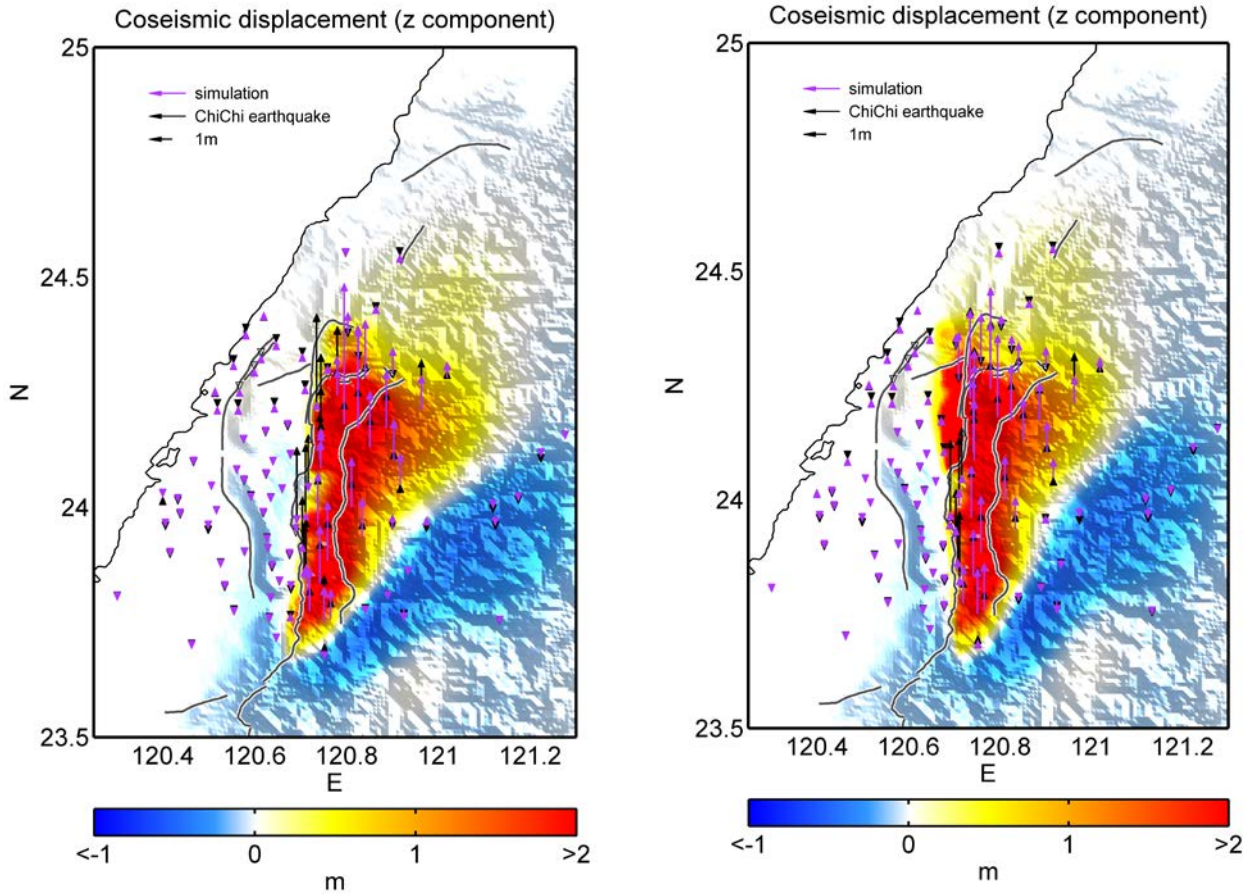 Coseismic displacement (z component)
25
simulation
ChiChi earthquake
1m
24.5
N
24
23.5
120.4 120.6 120.8 121 121.2
E
<-1 0 1 >2
m
Coseismic displacement (z component)
25
simulation
ChiChi earthquake
1m
24.5
N
24
23.5
120.4 120.6 120.8 121 121.2
E
<-1 0 1 >2
m